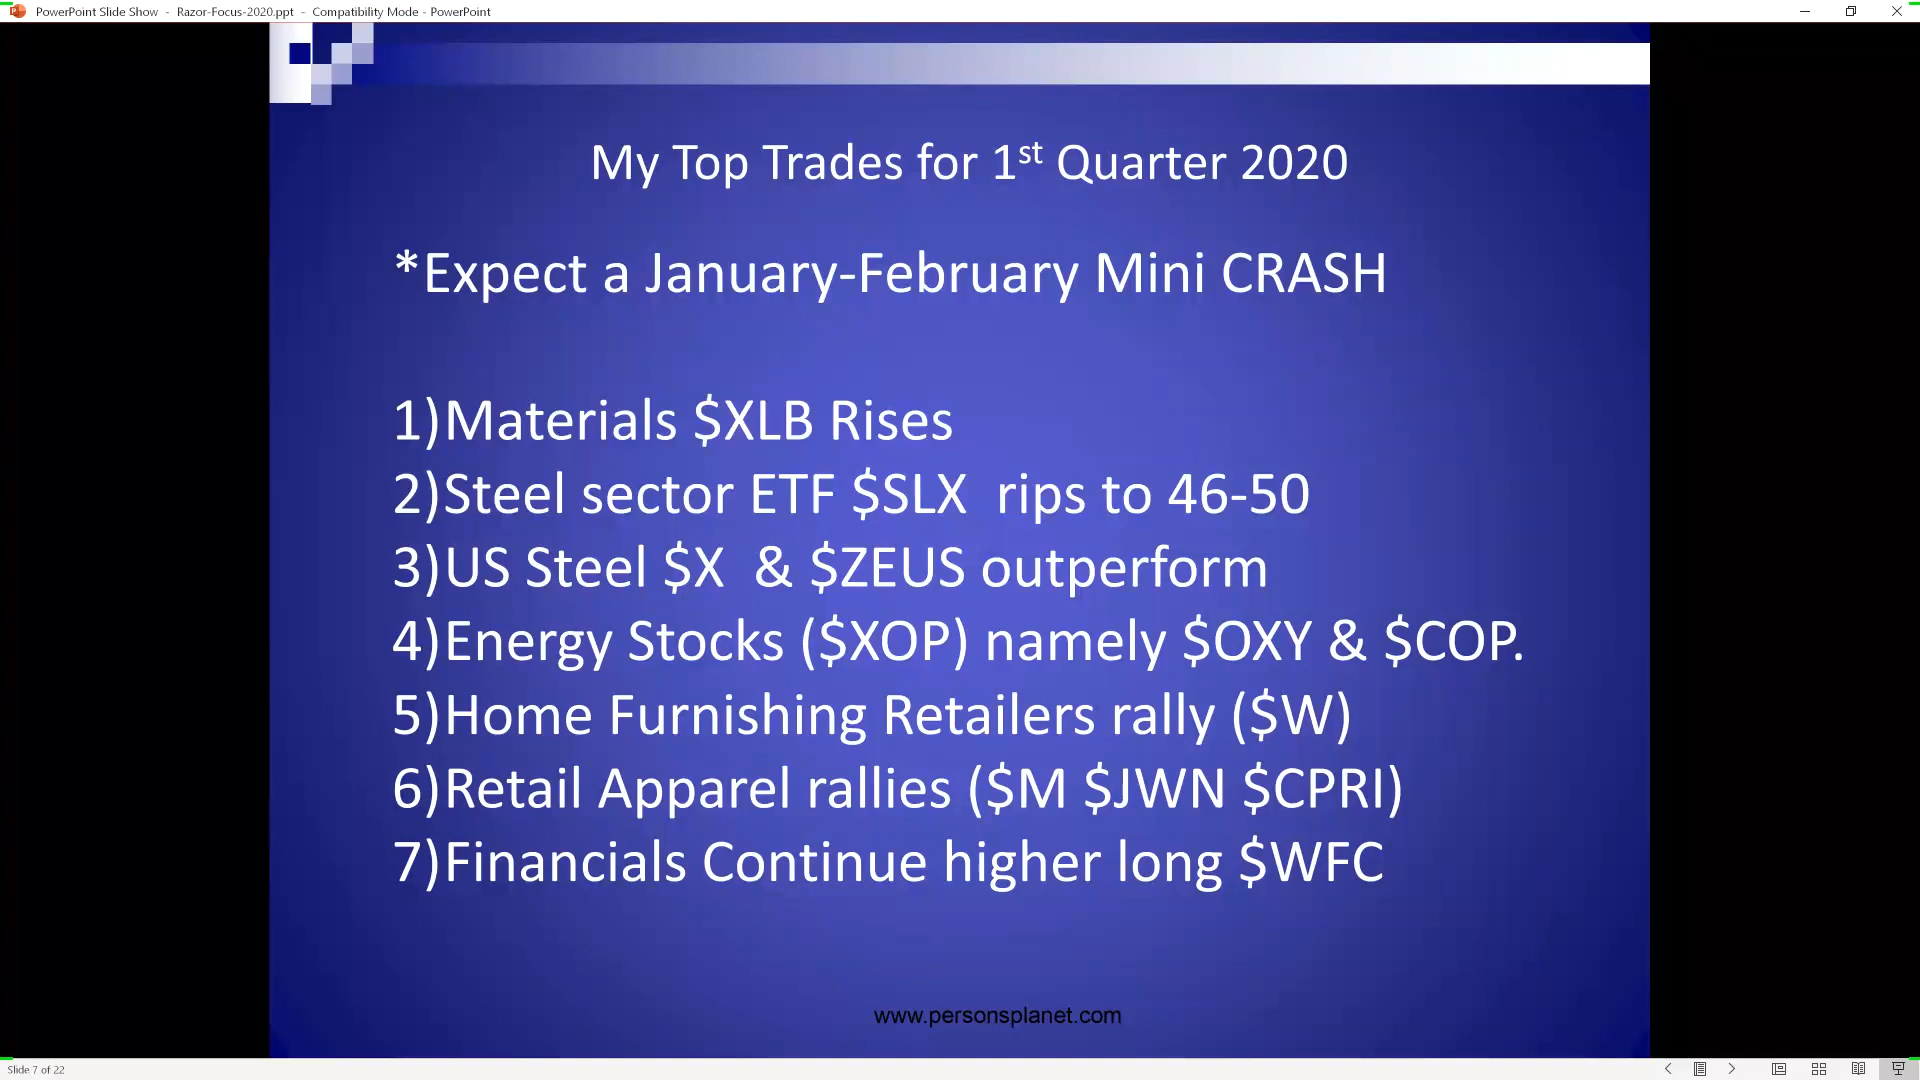 PowerPoint Slide Show - Razor-Focus-2020.ppt - Compatibility Mode - PowerPoint
My Top Trades for 1st Quarter 2020
*Expect a January-February Mini CRASH
1)Materials $XLB Rises
2)Steel sector ETF $SLX rips to 46-50
3)US Steel $X & $ZEUS outperform
4)Energy Stocks ($XOP) namely $OXY & $COP.
5)Home Furnishing Retailers rally ($W)
6)Retail Apparel rallies ($M $JWN $CPRI)
7)Financials Continue higher long $WFC
www.personsplanet.com
Slide 7 of 22